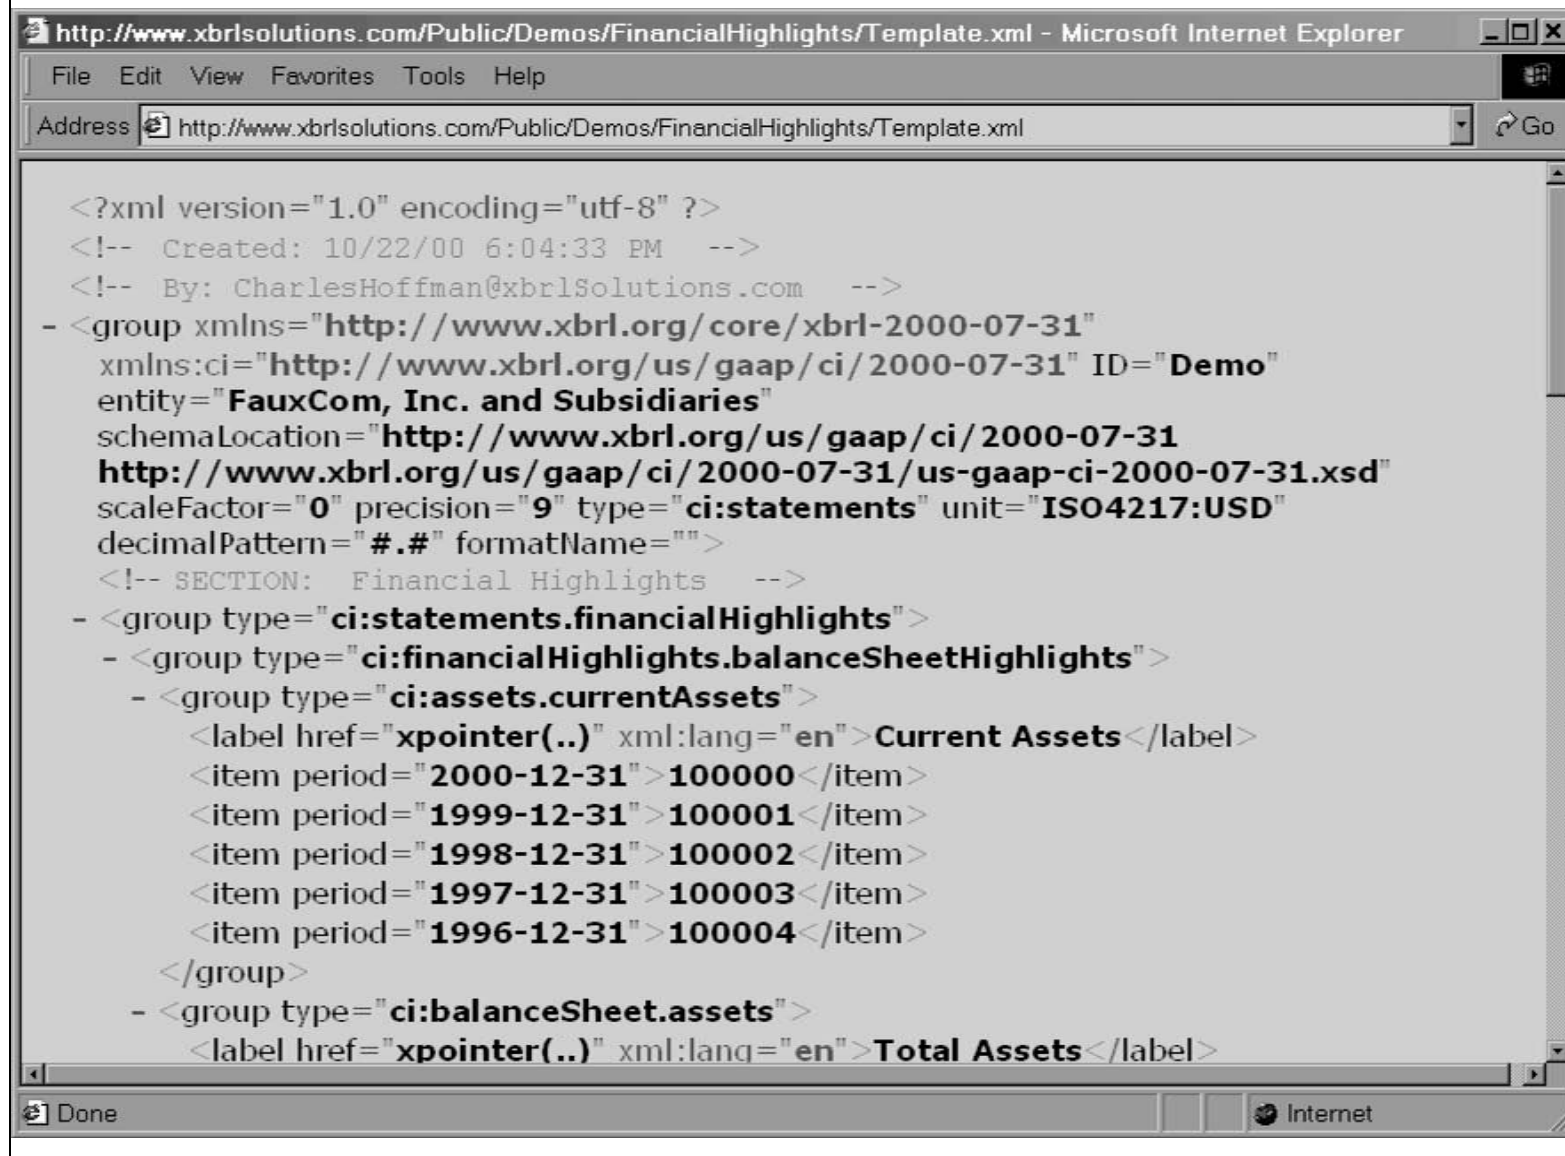 http://www.xbrlsolutions.com/Public/Demos/FinancialHighlights/Template.xml - Microsoft Internet Explorer
File Edit View Favorites Tools Help
Address http://www.xbrlsolutions.com/Public/Demos/FinancialHighlights/Template.xml Go
<?xml version="1.0" encoding="utf-8" ?>
<!-- Created: 10/22/00 6:04:33 PM -->
<!-- By: CharlesHoffman@xbrlSolutions.com -->
- <group xmlns="http://www.xbrl.org/core/xbrl-2000-07-31"
xmlns:ci="http://www.xbrl.org/us/gaap/ci/2000-07-31" ID="Demo"
entity="FauxCom, Inc. and Subsidiaries"
schemaLocation="http://www.xbrl.org/us/gaap/ci/2000-07-31
http://www.xbrl.org/us/gaap/ci/2000-07-31/us-gaap-ci-2000-07-31.xsd"
scaleFactor="0" precision="9" type="ci:statements" unit="ISO4217:USD"
decimalPattern="#.#" formatName="">
<!-- SECTION: Financial Highlights -->
- <group type="ci:statements.financialHighlights">
- <group type="ci:financialHighlights.balanceSheetHighlights">
- <group type="ci:assets.currentAssets">
<label href="xpointer(..)" xml:lang="en">Current Assets</label>
<item period="2000-12-31">100000</item>
<item period="1999-12-31">100001</item>
<item period="1998-12-31">100002</item>
<item period="1997-12-31">100003</item>
<item period="1996-12-31">100004</item>
</group>
- <group type="ci:balanceSheet.assets">
<label href="xpointer(..)" xml:lang="en">Total Assets</label>
Done Internet